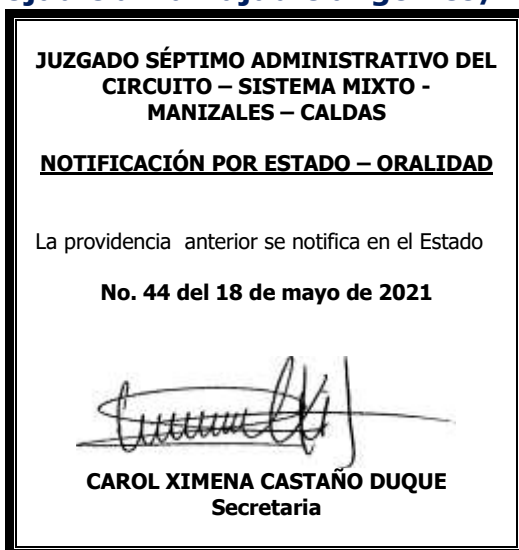 JUZGADO SÉPTIMO ADMINISTRATIVO DEL
CIRCUITO – SISTEMA MIXTO -
MANIZALES – CALDAS
NOTIFICACIÓN POR ESTADO – ORALIDAD
La providencia anterior se notifica en el Estado
No. 44 del 18 de mayo de 2021
CAROL XIMENA CASTAÑO DUQUE
Secretaria